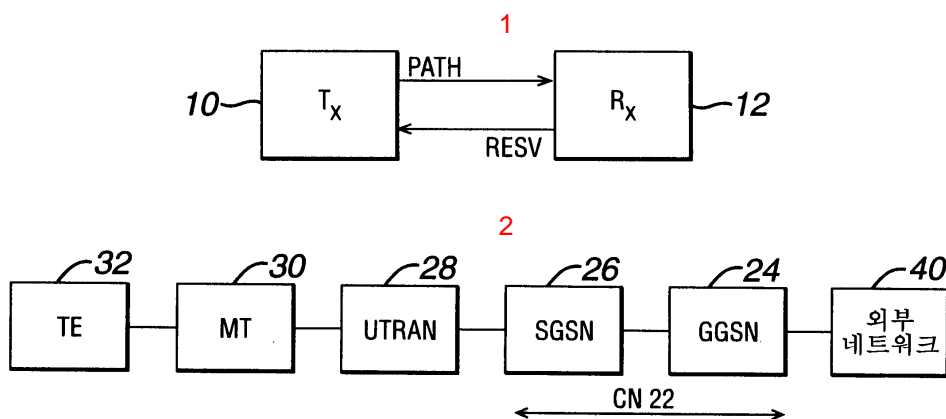 1
PATH
10
Tx
Rx
12
RESV
2
32
30
28
26
24
40
TE
MT
UTRAN
SGSN
GGSN
외부
네트워크
CN 22